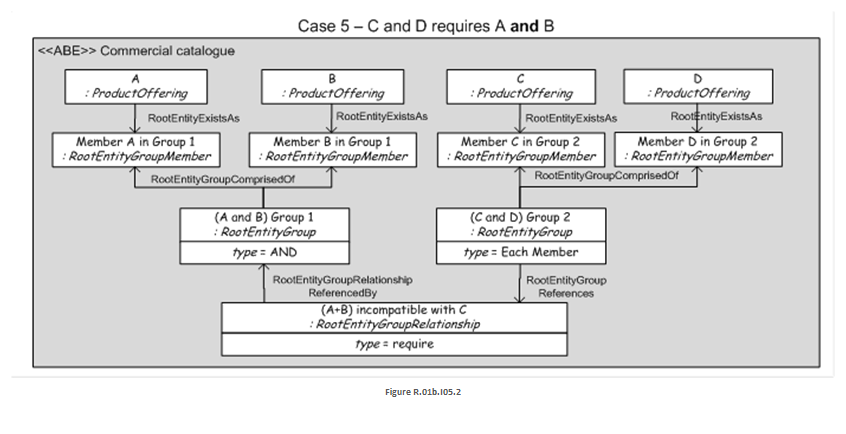 Case 5 – C and D requires A and B
<<ABE>> Commercial catalogue
A
: ProductOffering
B
: ProductOffering
C
: ProductOffering
D
: ProductOffering
RootEntityExistsAs
RootEntityExistsAs
RootEntityExistsAs
RootEntityExistsAs
Member A in Group 1
: RootEntityGroupMember
Member B in Group 1
: RootEntityGroupMember
Member C in Group 2
: RootEntityGroupMember
Member D in Group 2
: RootEntityGroupMember
RootEntityGroupComprisedOf
RootEntityGroupComprisedOf
(A and B) Group 1
: RootEntityGroup
type = AND
(C and D) Group 2
: RootEntityGroup
type = Each Member
RootEntityGroupRelationship
ReferencedBy
RootEntityGroup
References
(A+B) incompatible with C
: RootEntityGroupRelationship
type = require
Figure R.01b.I05.2